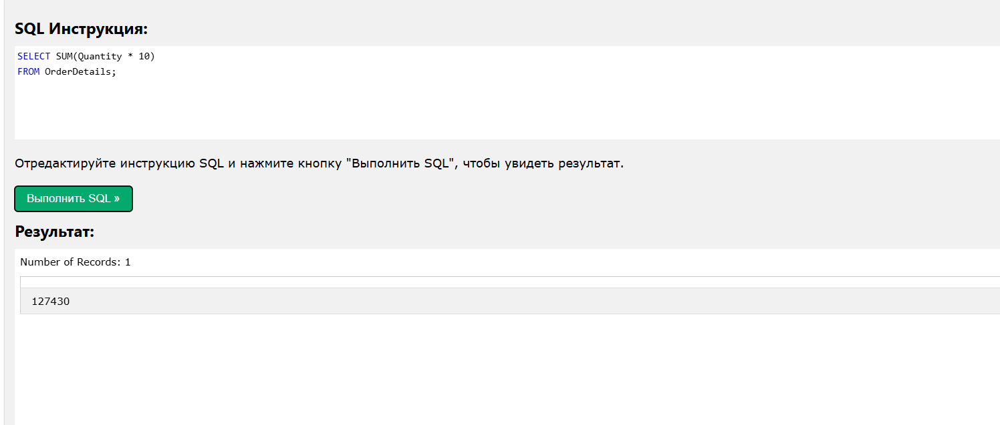 SQL Инструкция:
SELECT SUM(Quantity * 10)
FROM OrderDetails;
Отредактируйте инструкцию SQL и нажмите кнопку "Выполнить SQL", чтобы увидеть результат.
Выполнить SQL »
Результат:
Number of Records: 1
127430